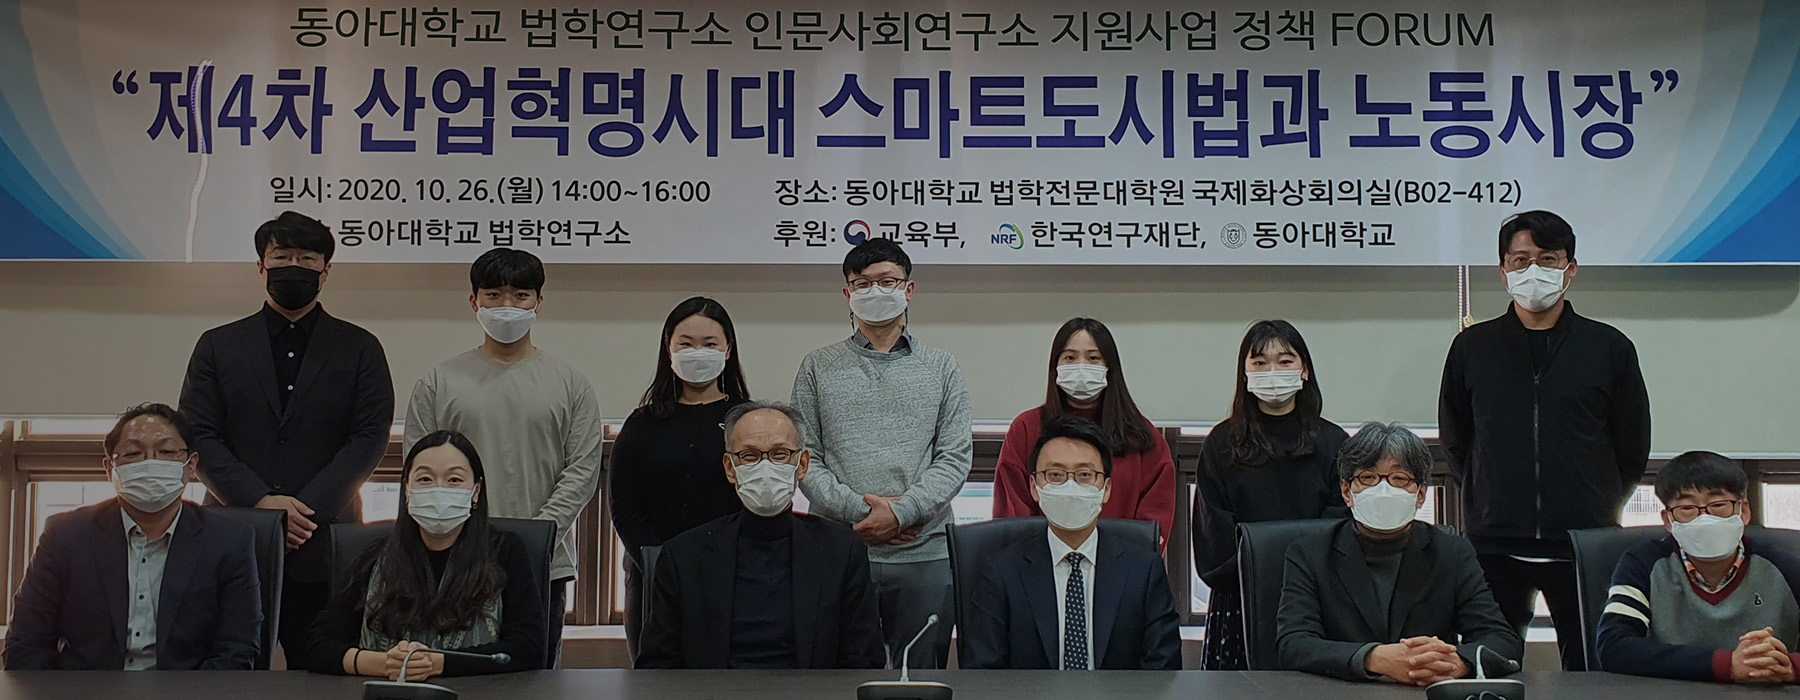 동아대학교 법학연구소 인문사회연구소 지원사업 정책 FORUM
“제4차 산업혁명시대 스마트도시법과 노동시장”
일시: 2020. 10. 26.(월) 14:00~16:00
장소: 동아대학교 법학전문대학원 국제화상회의실(B02-412)
동아대학교 법학연구소
후원: 교육부, NRF 한국연구재단, 동아대학교